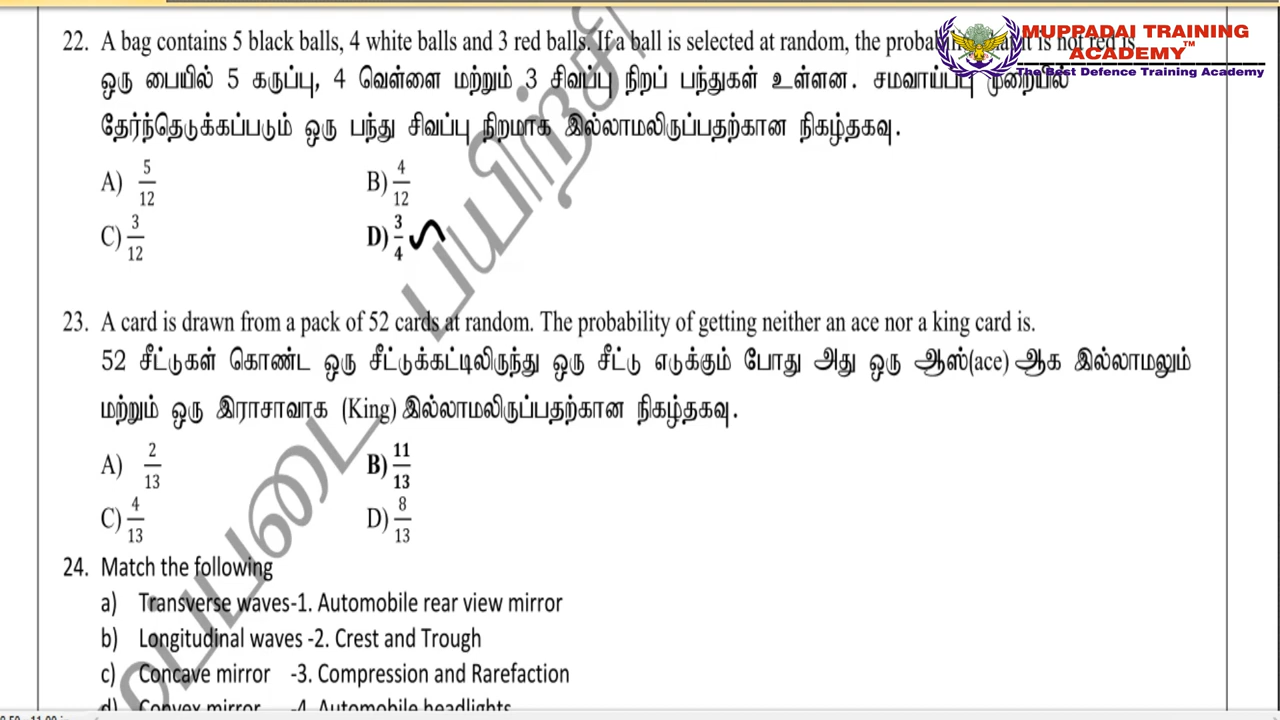 MUPPADAI TRAINING
ACADEMY™
The Best Defence Training Academy
22. A bag contains 5 black balls, 4 white balls and 3 red balls. If a ball is selected at random, the it is not red is
ஒரு பையில் 5 கருப்பு, 4 வெள்ளை மற்றும் 3 சிவப்பு நிறப் பந்துகள் உள்ளன. சமவாய்ப்பு முறையில்
தேர்ந்தெடுக்கப்படும் ஒரு பந்து சிவப்பு நிறமாக இல்லாமலிருப்பதற்கான நிகழ்தகவு.
A) 5/12 B) 4/12
C) 3/12 D) 3/4
23. A card is drawn from a pack of 52 cards at random. The probability of getting neither an ace nor a king card is.
52 சீட்டுகள் கொண்ட ஒரு சீட்டுக்கட்டிலிருந்து ஒரு சீட்டு எடுக்கும் போது அது ஒரு ஆஸ்(ace) ஆக இல்லாமலும்
மற்றும் ஒரு இராசாவாக (King) இல்லாமலிருப்பதற்கான நிகழ்தகவு.
A) 2/13 B) 11/13
C) 4/13 D) 8/13
24. Match the following
a) Transverse waves-1. Automobile rear view mirror
b) Longitudinal waves -2. Crest and Trough
c) Concave mirror -3. Compression and Rarefaction
d) Convex mirror -4. Automobile headlights